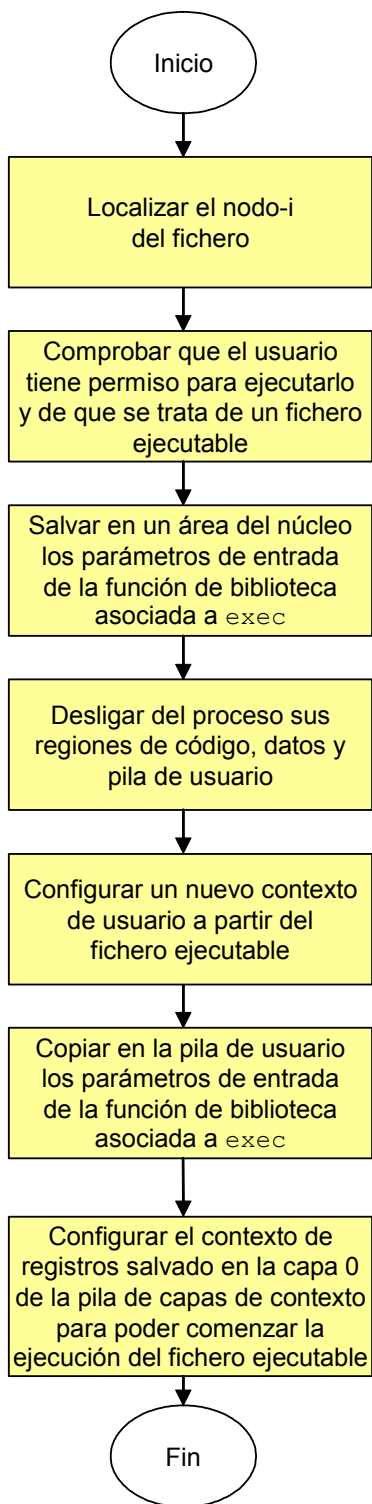 Inicio
Localizar el nodo-i
del fichero
Comprobar que el usuario
tiene permiso para ejecutarlo
y de que se trata de un fichero
ejecutable
Salvar en un área del núcleo
los parámetros de entrada
de la función de biblioteca
asociada a exec
Desligar del proceso sus
regiones de código, datos y
pila de usuario
Configurar un nuevo contexto
de usuario a partir del
fichero ejecutable
Copiar en la pila de usuario
los parámetros de entrada
de la función de biblioteca
asociada a exec
Configurar el contexto de
registros salvado en la capa 0
de la pila de capas de contexto
para poder comenzar la
ejecución del fichero ejecutable
Fin